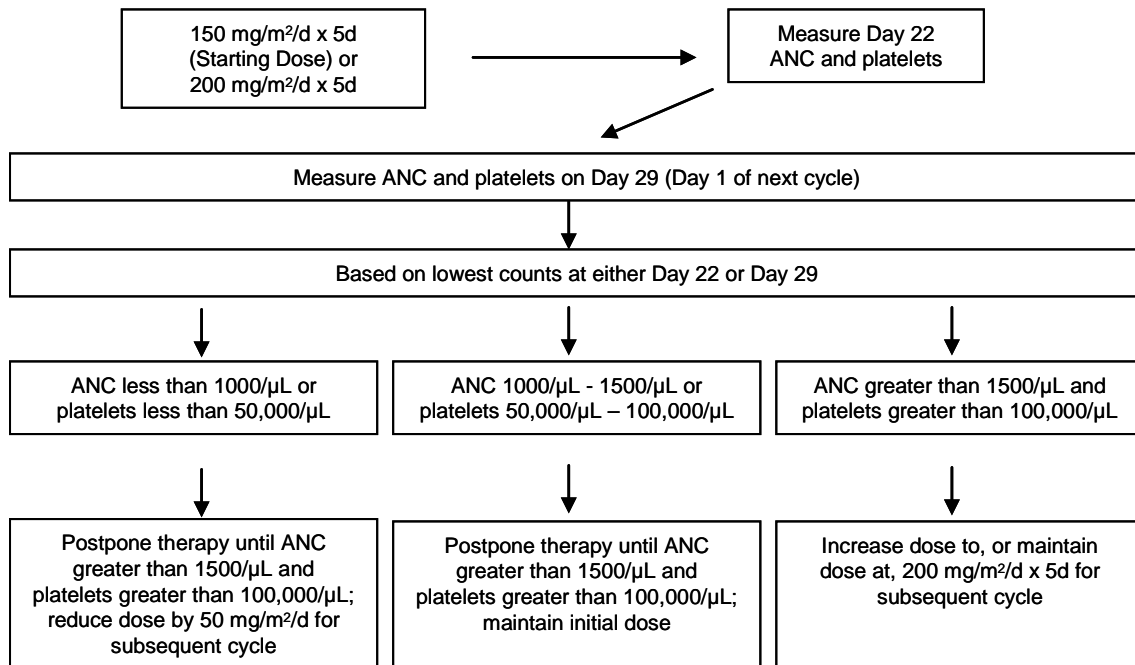 150 mg/m²/d x 5d
(Starting Dose) or
200 mg/m²/d x 5d
Measure Day 22
ANC and platelets
Measure ANC and platelets on Day 29 (Day 1 of next cycle)
Based on lowest counts at either Day 22 or Day 29
ANC less than 1000/µL or
platelets less than 50,000/µL
ANC 1000/µL - 1500/µL or
platelets 50,000/µL – 100,000/µL
ANC greater than 1500/µL and
platelets greater than 100,000/µL
Postpone therapy until ANC
greater than 1500/µL and
platelets greater than 100,000/µL;
reduce dose by 50 mg/m²/d for
subsequent cycle
Postpone therapy until ANC
greater than 1500/µL and
platelets greater than 100,000/µL;
maintain initial dose
Increase dose to, or maintain
dose at, 200 mg/m²/d x 5d for
subsequent cycle